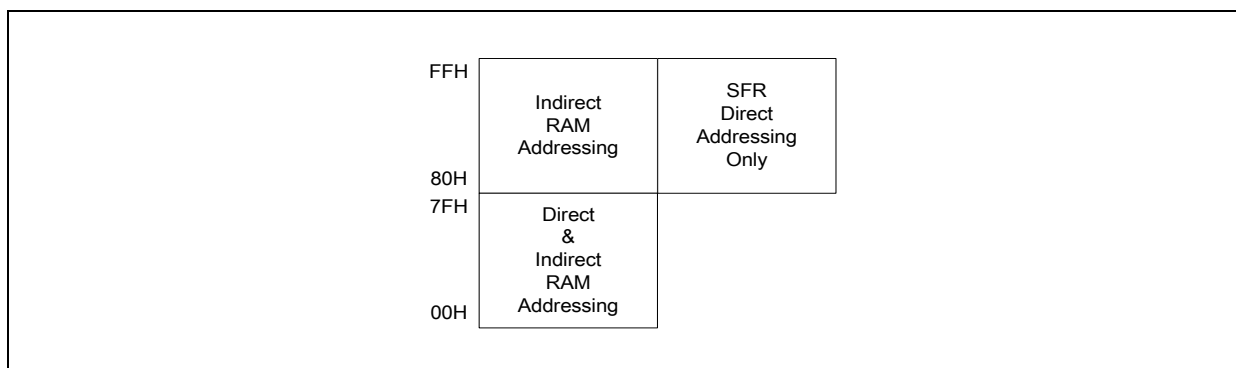 FFH
Indirect
RAM
Addressing
SFR
Direct
Addressing
Only
80H
7FH
Direct
&
Indirect
RAM
Addressing
00H